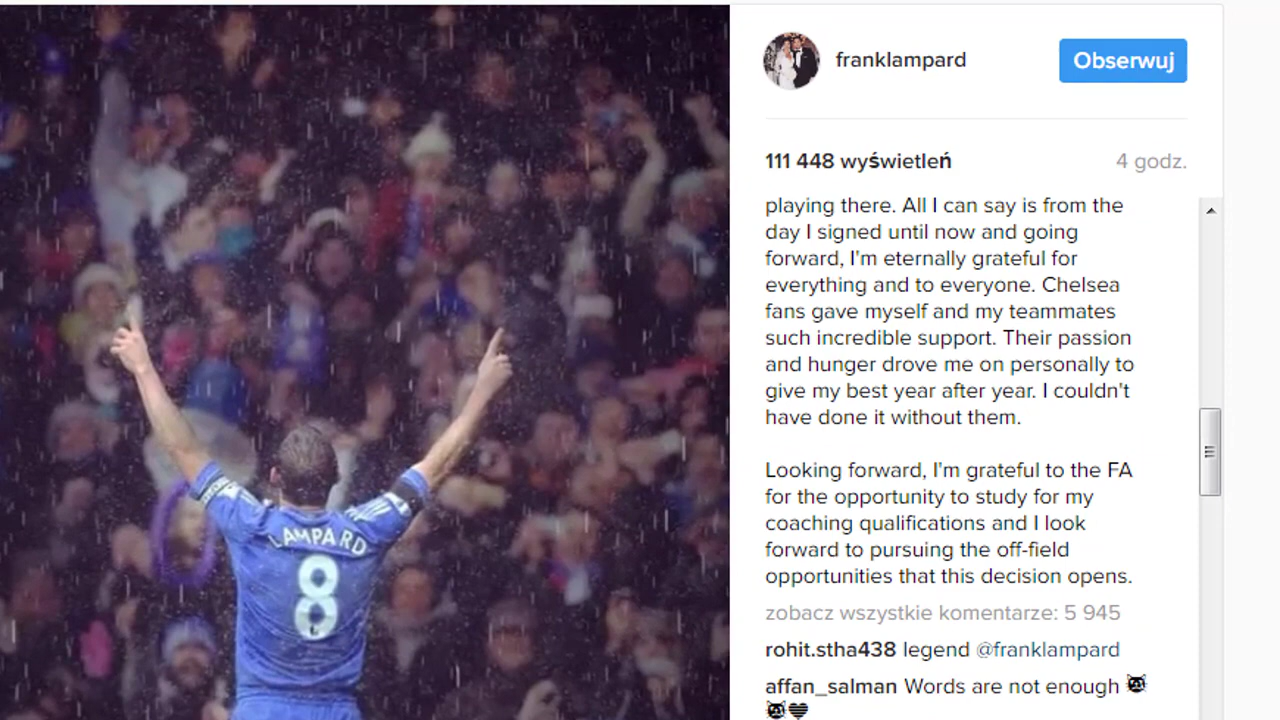 franklampard
Obserwuj
111 448 wyświetleń
4 godz.
playing there. All I can say is from the
day I signed until now and going
forward, I'm eternally grateful for
everything and to everyone. Chelsea
fans gave myself and my teammates
such incredible support. Their passion
and hunger drove me on personally to
give my best year after year. I couldn't
have done it without them.
Looking forward, I'm grateful to the FA
for the opportunity to study for my
coaching qualifications and I look
forward to pursuing the off-field
opportunities that this decision opens.
zobacz wszystkie komentarze: 5 945
rohit.stha438 legend @franklampard
affan_salman Words are not enough 
LAMPARD
8